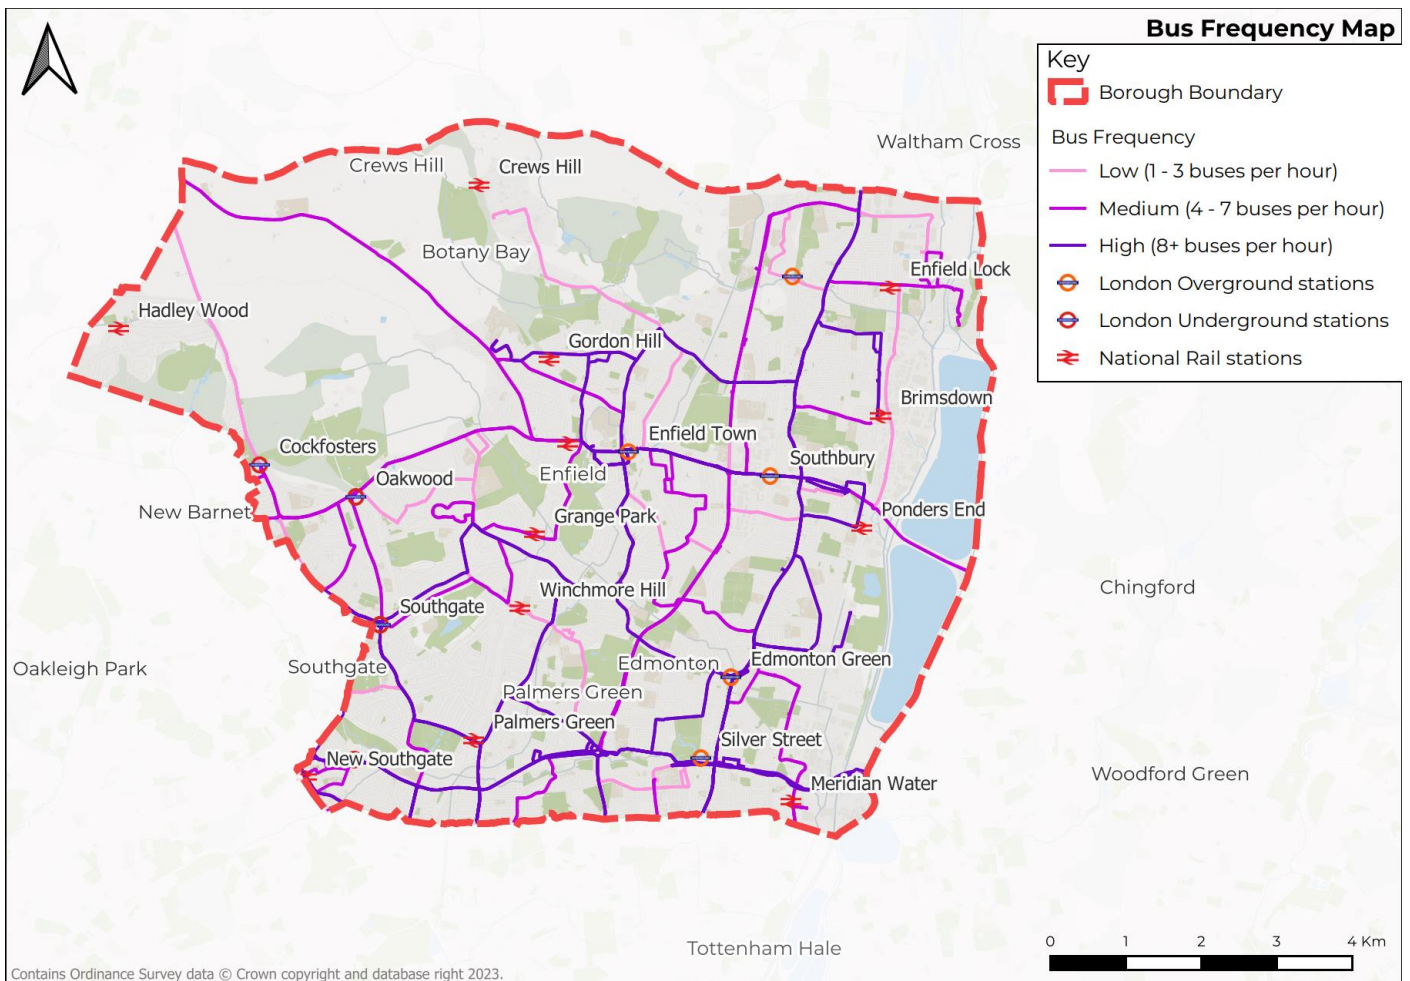 Bus Frequency Map
Key
Borough Boundary
Bus Frequency
Low (1 - 3 buses per hour)
Medium (4 - 7 buses per hour)
High (8+ buses per hour)
London Overground stations
London Underground stations
National Rail stations
Waltham Cross
Crews Hill
Crews Hill
Botany Bay
Enfield Lock
Hadley Wood
Gordon Hill
Brimsdown
Enfield Town
Cockfosters
Southbury
Oakwood
Enfield
New Barnet
Grange Park
Ponders End
Winchmore Hill
Chingford
Southgate
Oakleigh Park
Southgate
Edmonton
Edmonton Green
Palmers Green
Palmers Green
Silver Street
New Southgate
Meridian Water
Woodford Green
Tottenham Hale
0 1 2 3 4 Km
Contains Ordinance Survey data © Crown copyright and database right 2023.